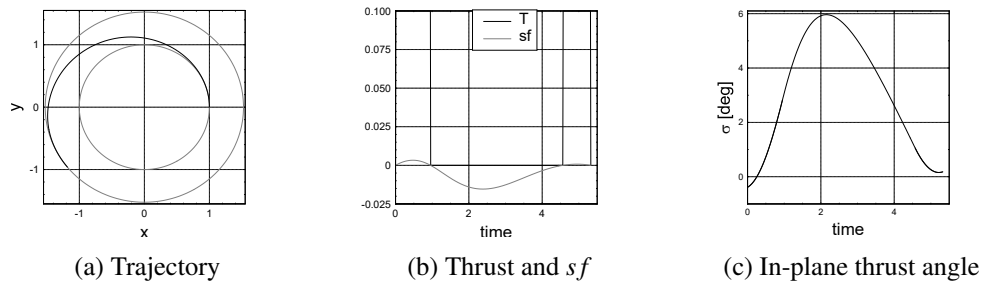 y
1
0
-1
-1
0
1
x
(a) Trajectory
0.100
0.075
0.050
0.025
0
-0.025
T
sf
0
2
4
time
(b) Thrust and sf
σ [deg]
6
4
2
0
0
2
4
time
(c) In-plane thrust angle